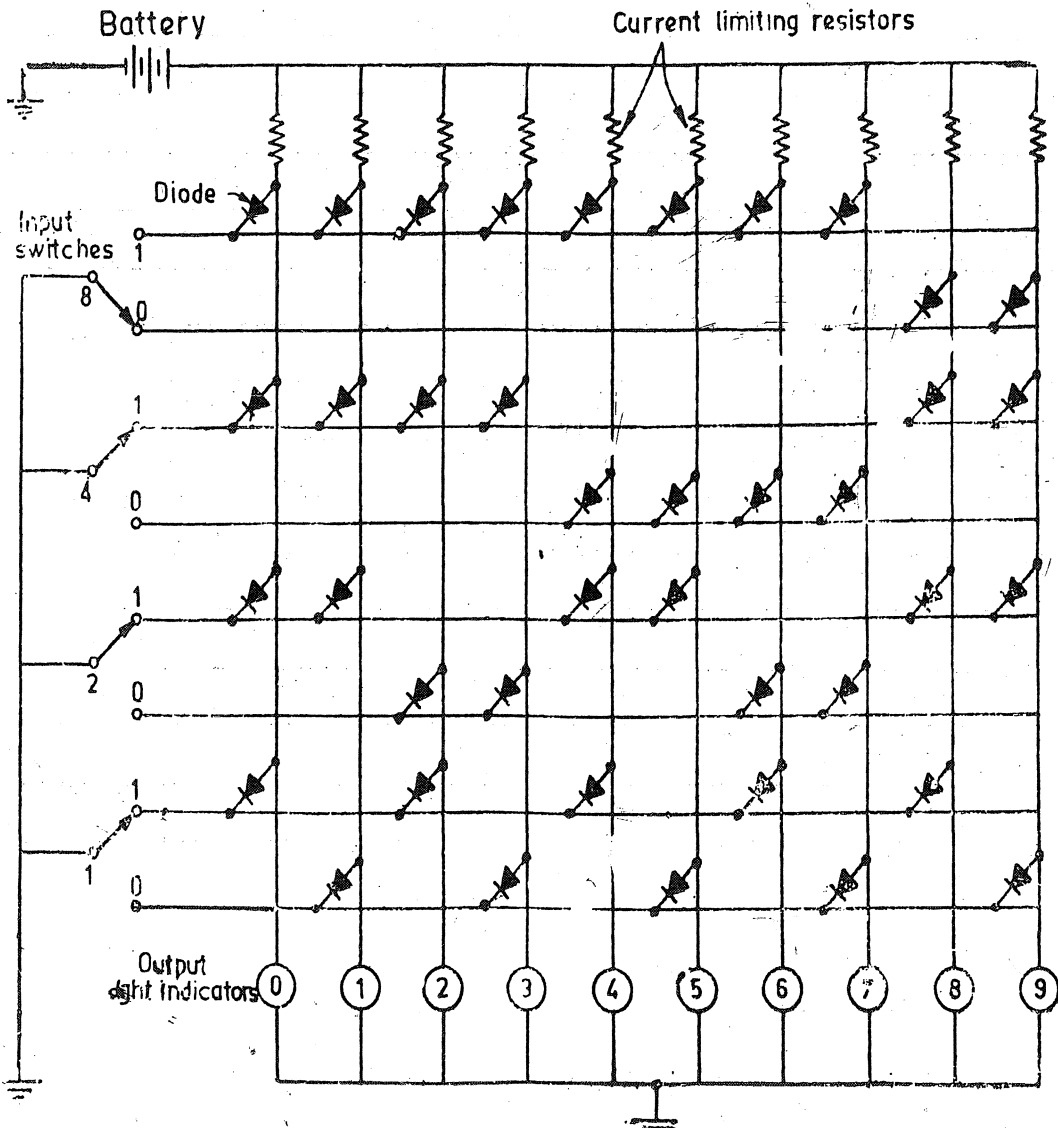 Battery
Current limiting resistors
Diode
Input
switches
1
8
0
1
4
0
1
2
0
1
1
0
Output
indicators
0 1 2 3 4 5 6 7 8 9